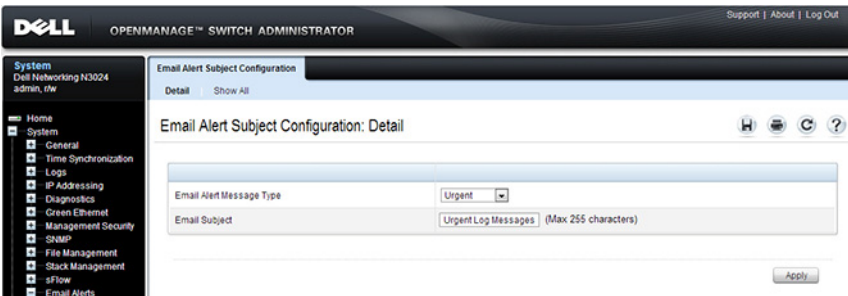 Support | About | Log Out
DELL
OPENMANAGE™ SWITCH ADMINISTRATOR
System
Dell Networking N3024
admin, r/w
Home
System
General
Time Synchronization
Logs
IP Addressing
Diagnostics
Green Ethernet
Management Security
SNMP
File Management
Stack Management
sFlow
Email Alerts
Email Alert Subject Configuration
Detail Show All
Email Alert Subject Configuration: Detail
Email Alert Message Type Urgent
Email Subject Urgent Log Messages (Max 255 characters)
Apply